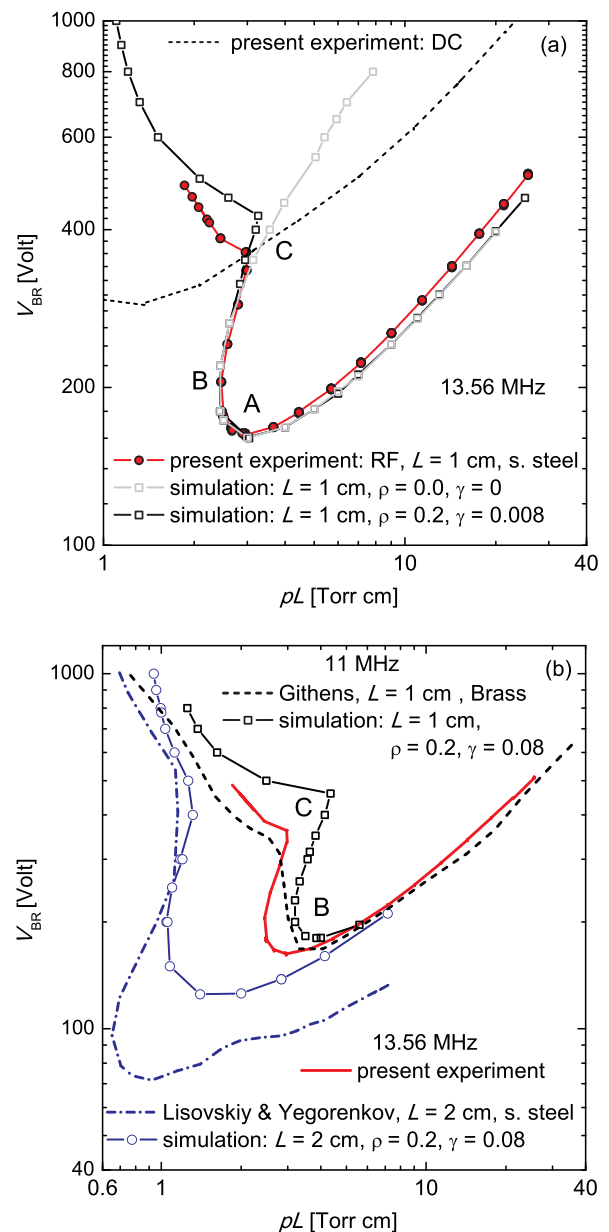 1000
(a)
present experiment: DC
800
600
400
C
V_BR [Volt]
B
A
200
13.56 MHz
present experiment: RF, L = 1 cm, s. steel
simulation: L = 1 cm, ρ = 0.0, γ = 0
simulation: L = 1 cm, ρ = 0.2, γ = 0.008
100
1
10
40
pL [Torr cm]
11 MHz
(b)
1000
Githens, L = 1 cm , Brass
simulation: L = 1 cm,
ρ = 0.2, γ = 0.08
C
V_BR [Volt]
B
100
13.56 MHz
present experiment
Lisovskiy & Yegorenkov, L = 2 cm, s. steel
simulation: L = 2 cm, ρ = 0.2, γ = 0.08
40
0.6
1
10
40
pL [Torr cm]